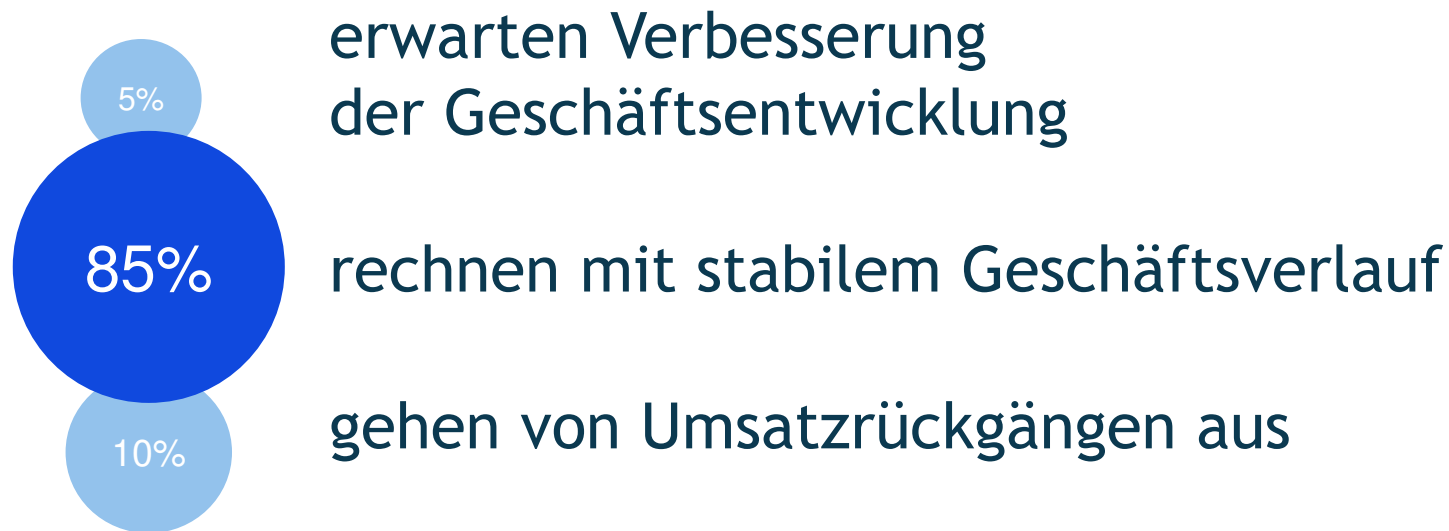 5%
erwarten Verbesserung
der Geschäftsentwicklung
85%
rechnen mit stabilem Geschäftsverlauf
10%
gehen von Umsatzrückgängen aus